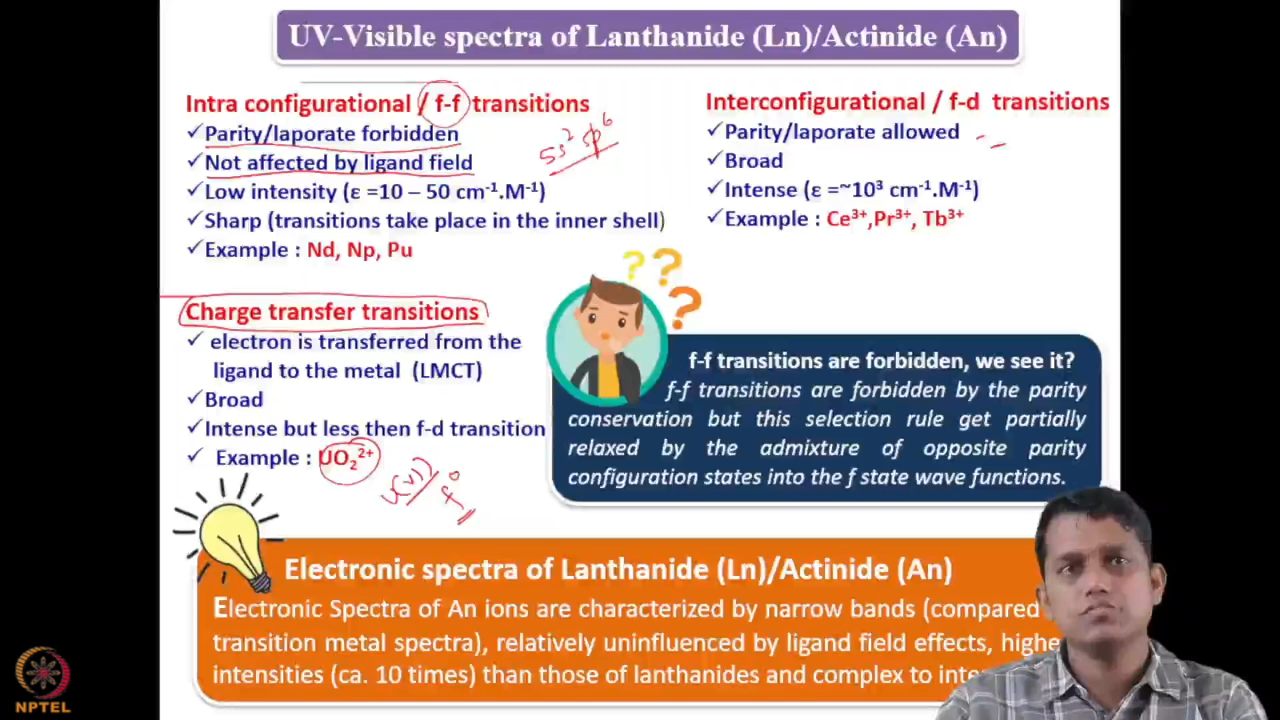 UV-Visible spectra of Lanthanide (Ln)/Actinide (An)
Intra configurational / f-f transitions
✓Parity/laporate forbidden
✓Not affected by ligand field
✓Low intensity (ε =10 – 50 cm⁻¹.M⁻¹)
✓Sharp (transitions take place in the inner shell)
✓Example : Nd, Np, Pu
5s² 5p⁶
Interconfigurational / f-d transitions
✓Parity/laporate allowed
✓Broad
✓Intense (ε =~10³ cm⁻¹.M⁻¹)
✓Example : Ce³⁺,Pr³⁺, Tb³⁺
Charge transfer transitions
✓ electron is transferred from the
ligand to the metal (LMCT)
✓Broad
✓Intense but less then f-d transition
✓ Example : UO₂²⁺
U(VI)
f⁰
? ? ?
f-f transitions are forbidden, we see it?
f-f transitions are forbidden by the parity
conservation but this selection rule get partially
relaxed by the admixture of opposite parity
configuration states into the f state wave functions.
Electronic spectra of Lanthanide (Ln)/Actinide (An)
Electronic Spectra of An ions are characterized by narrow bands (compared
transition metal spectra), relatively uninfluenced by ligand field effects, highe
intensities (ca. 10 times) than those of lanthanides and complex to inte
NPTEL